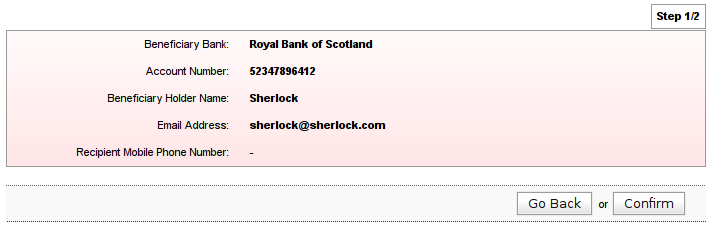 Step 1/2
Beneficiary Bank: Royal Bank of Scotland
Account Number: 52347896412
Beneficiary Holder Name: Sherlock
Email Address: sherlock@sherlock.com
Recipient Mobile Phone Number: -
Go Back or Confirm